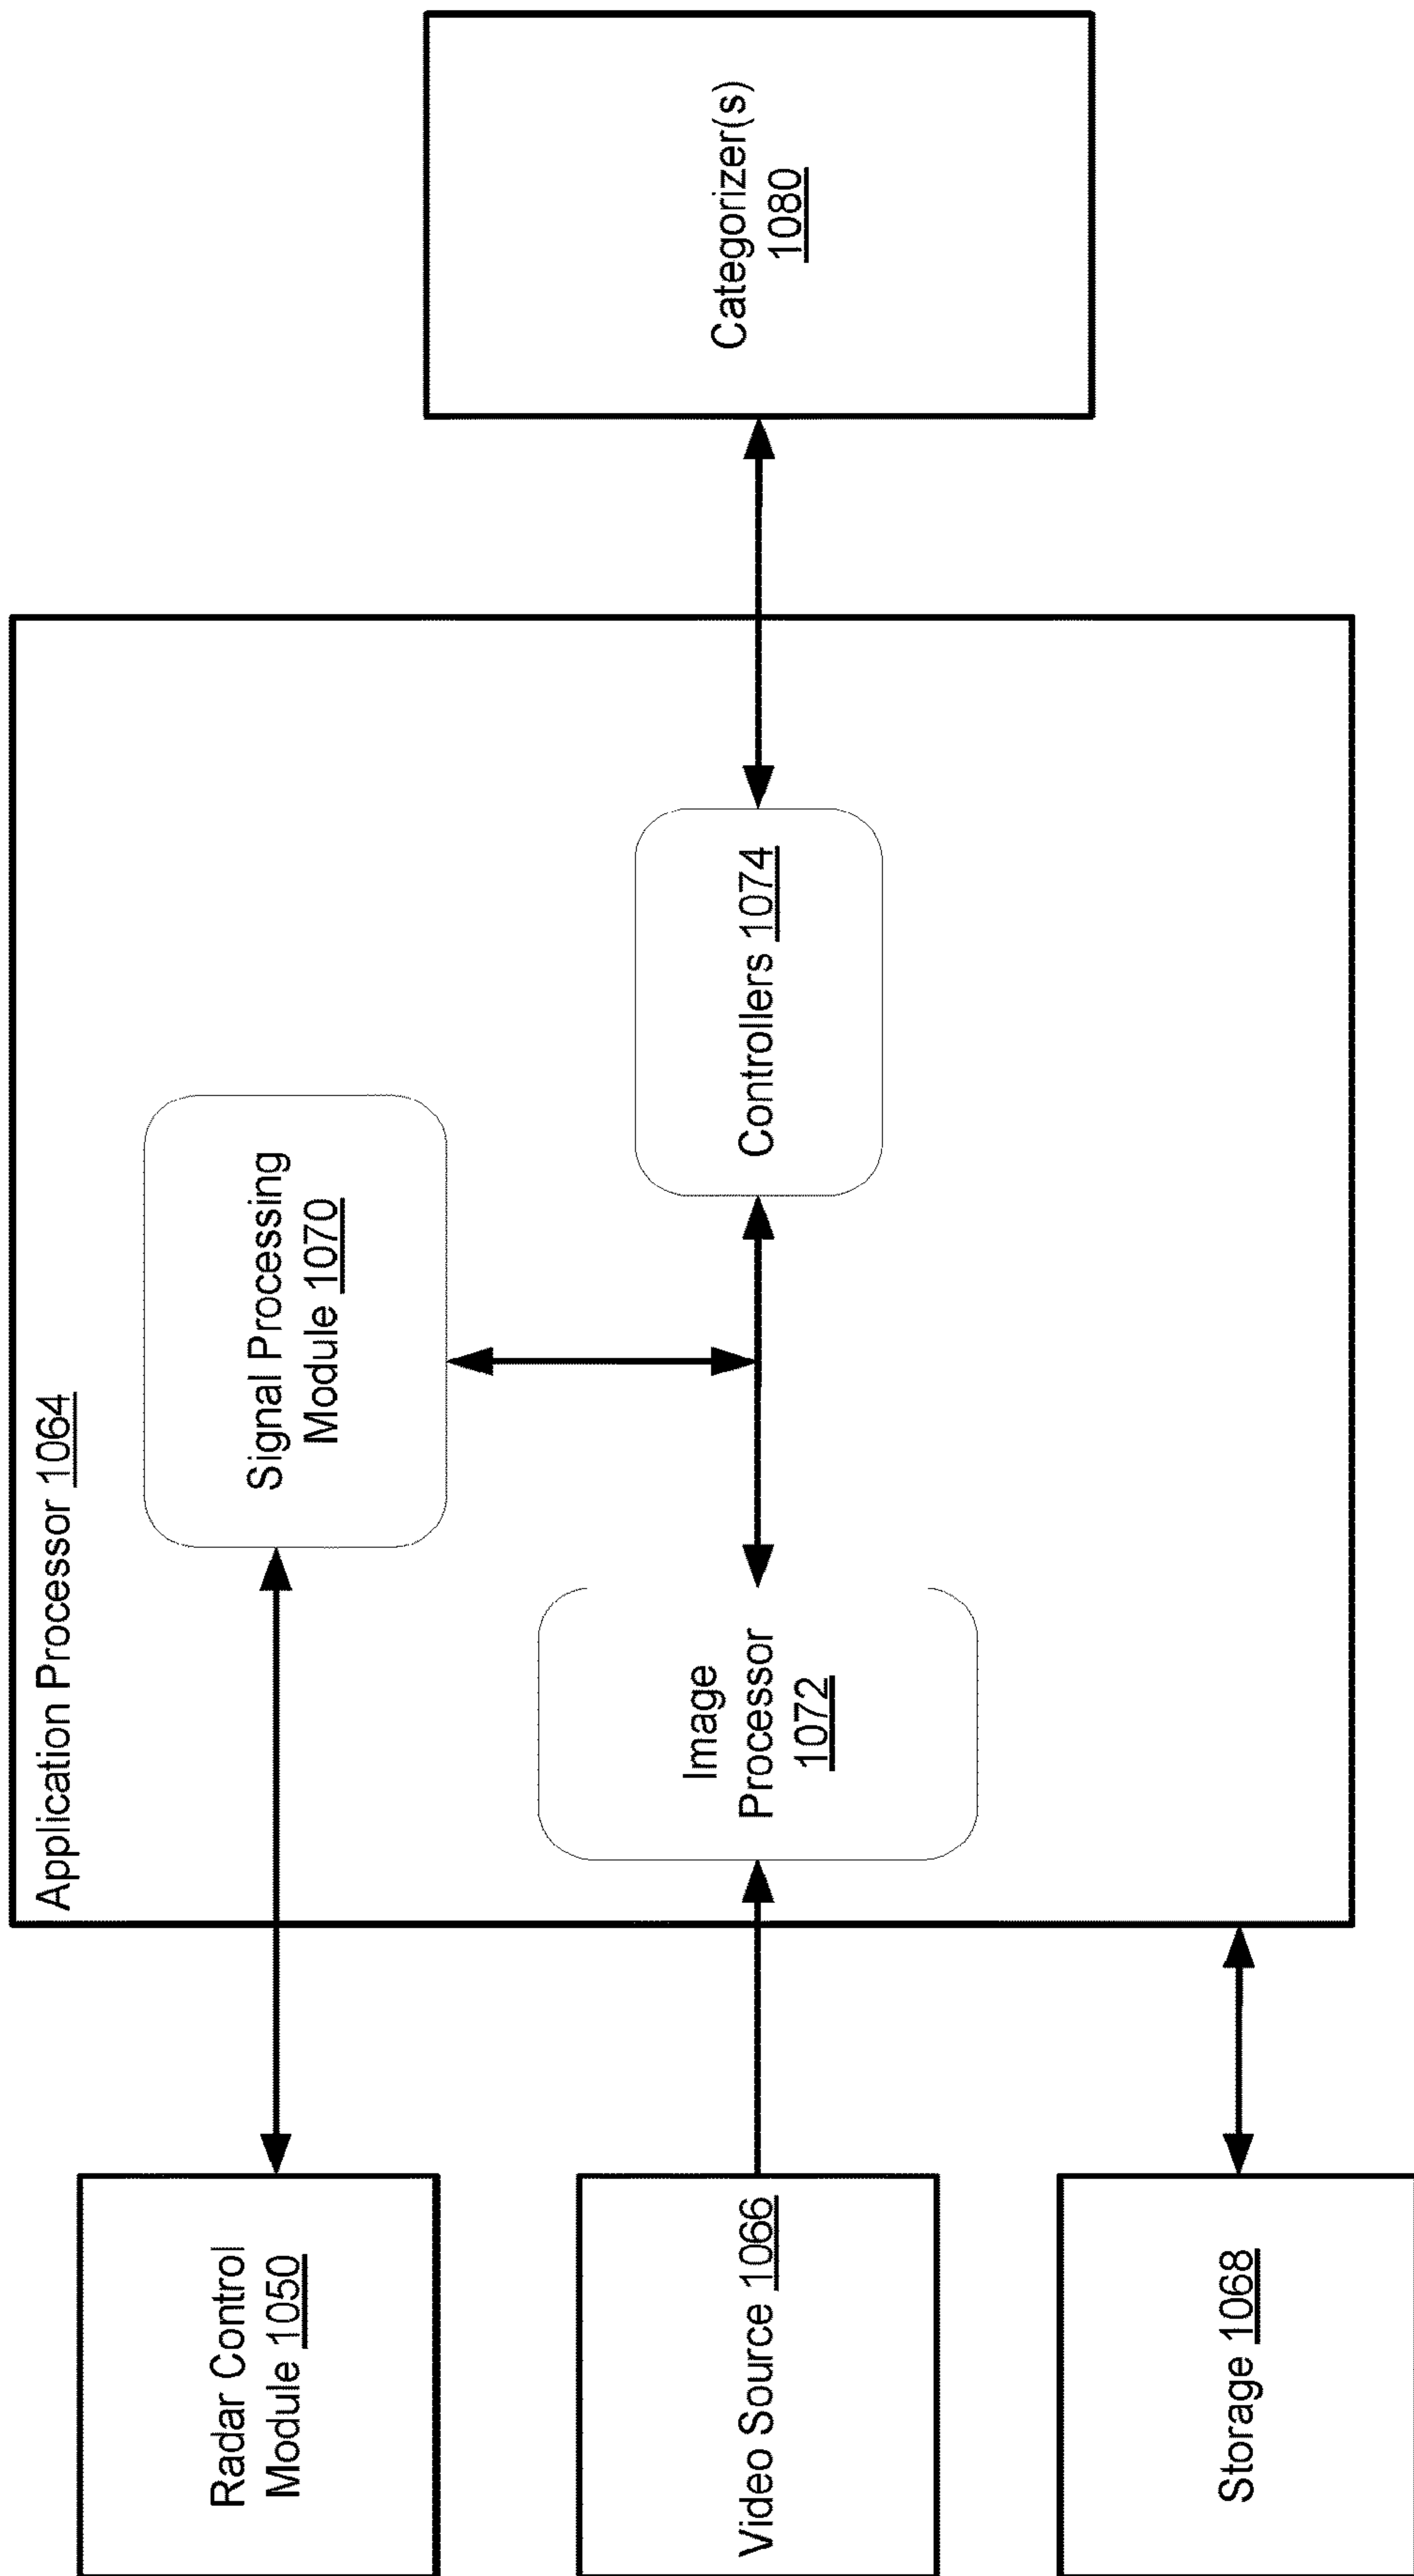 Application Processor 1064
Radar Control
Module 1050
Signal Processing
Module 1070
Video Source 1066
Image
Processor
1072
Controllers 1074
Categorizer(s)
1080
Storage 1068